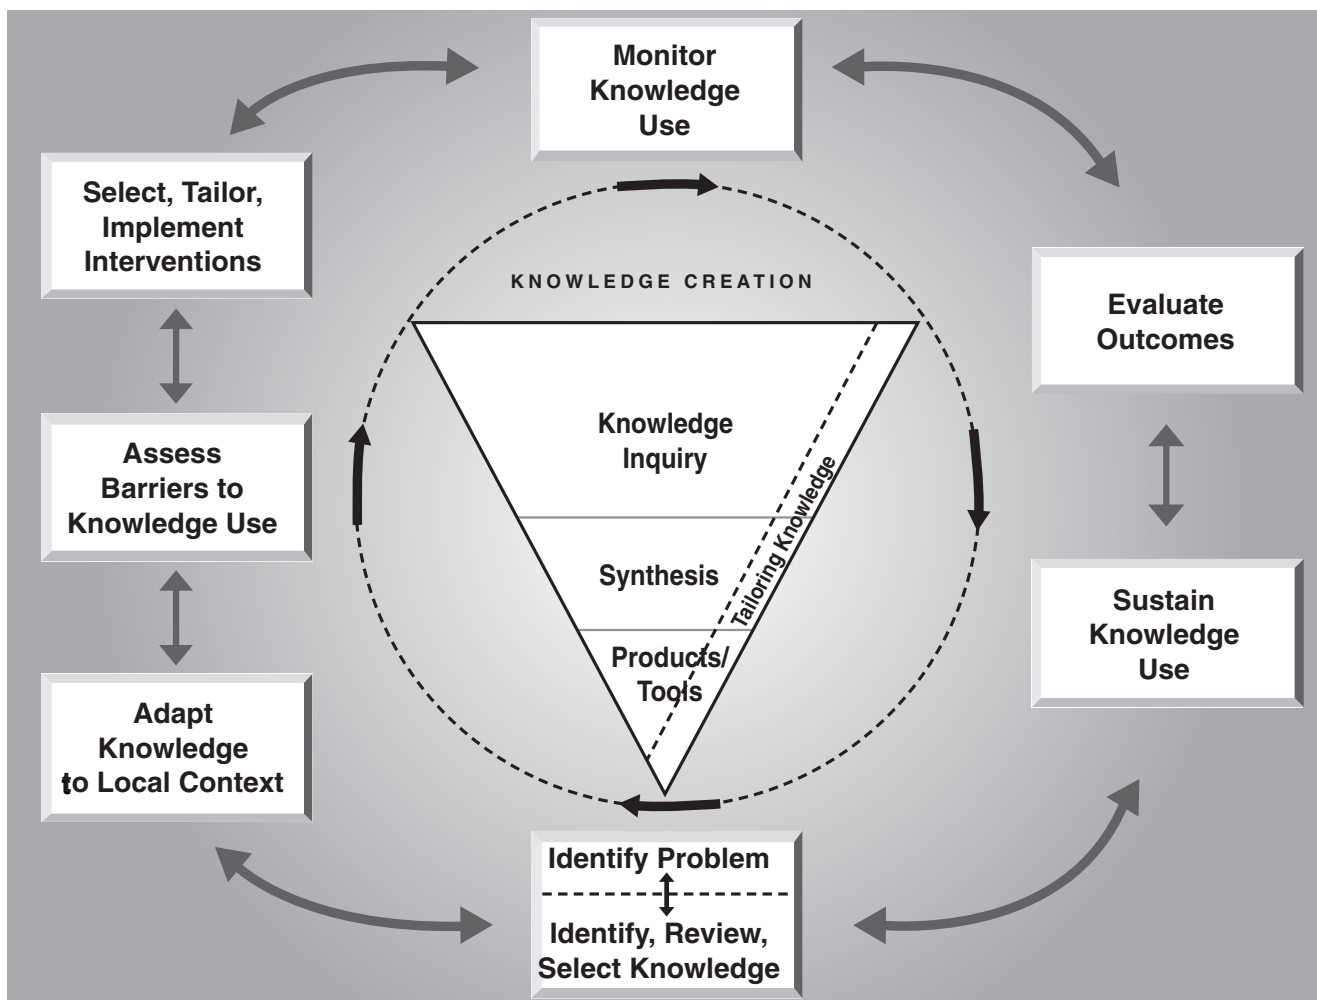 Monitor
Knowledge
Use
Select, Tailor,
Implement
Interventions
KNOWLEDGE CREATION
Evaluate
Outcomes
Knowledge
Inquiry
Assess
Barriers to
Knowledge Use
Tailoring Knowledge
Synthesis
Sustain
Knowledge
Use
Products/
Tools
Adapt
Knowledge
to Local Context
Identify Problem
Identify, Review,
Select Knowledge